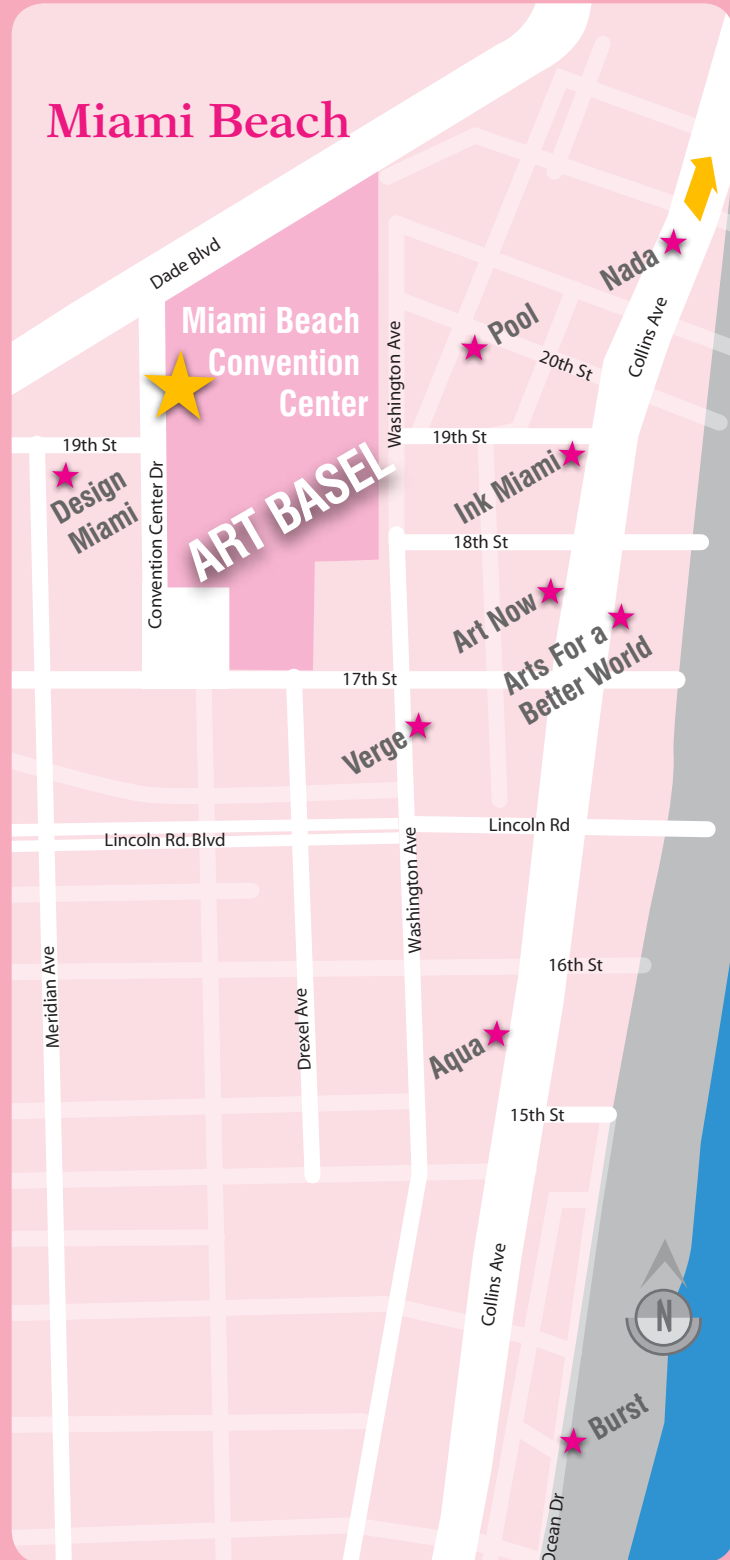 Miami Beach
Dade Blvd
Nada
Miami Beach
Convention
Center
Pool
Collins Ave
Washington Ave
20th St
19th St
19th St
Design
Miami
Convention Center Dr
ART BASEL
Ink Miami
18th St
Art Now
Arts For a
Better World
17th St
Verge
Lincoln Rd. Blvd
Lincoln Rd
Washington Ave
Meridian Ave
Drexel Ave
16th St
Aqua
15th St
Collins Ave
N
Burst
Ocean Dr